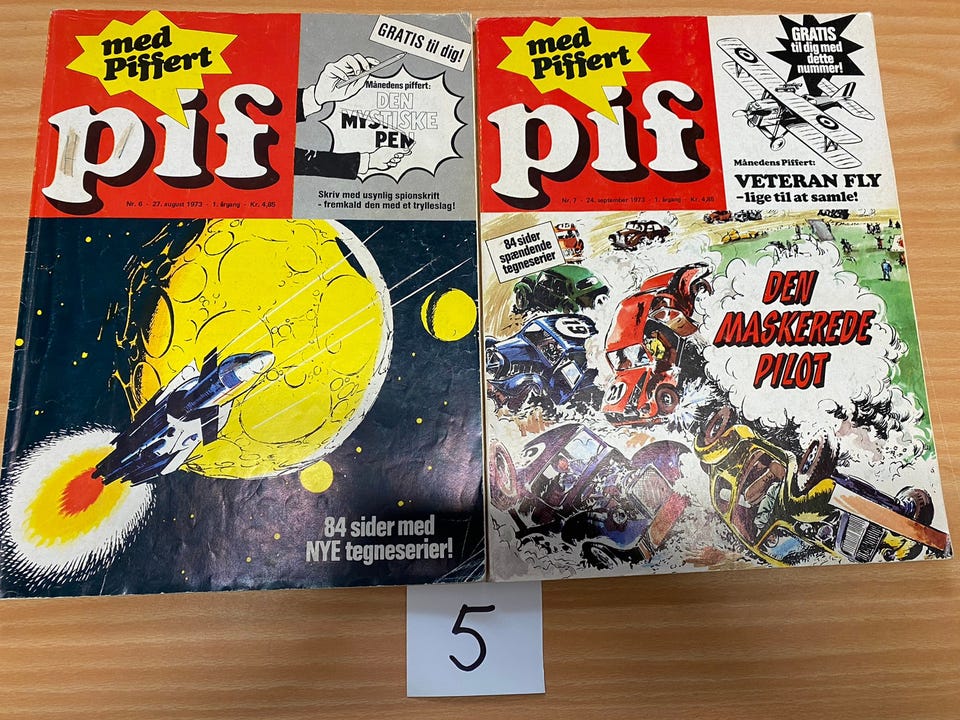 med
Piffert
pif
GRATIS til dig!
Månedens piffert:
DEN
MYSTISKE
PEN
Skriv med usynlig spionskrift
- fremkald den med et trylleslag!
Nr. 6 - 27. august 1973 - 1. årgang - Kr. 4,85
84 sider med
NYE tegneserier!
med
Piffert
pif
GRATIS
til dig med
dette
nummer!
Månedens Piffert:
VETERAN FLY
-lige til at samle!
Nr. 7 - 24. september 1973 - 1. årgang - Kr. 4,85
84 sider
spændende
tegneserier
DEN
MASKEREDE
PILOT
5